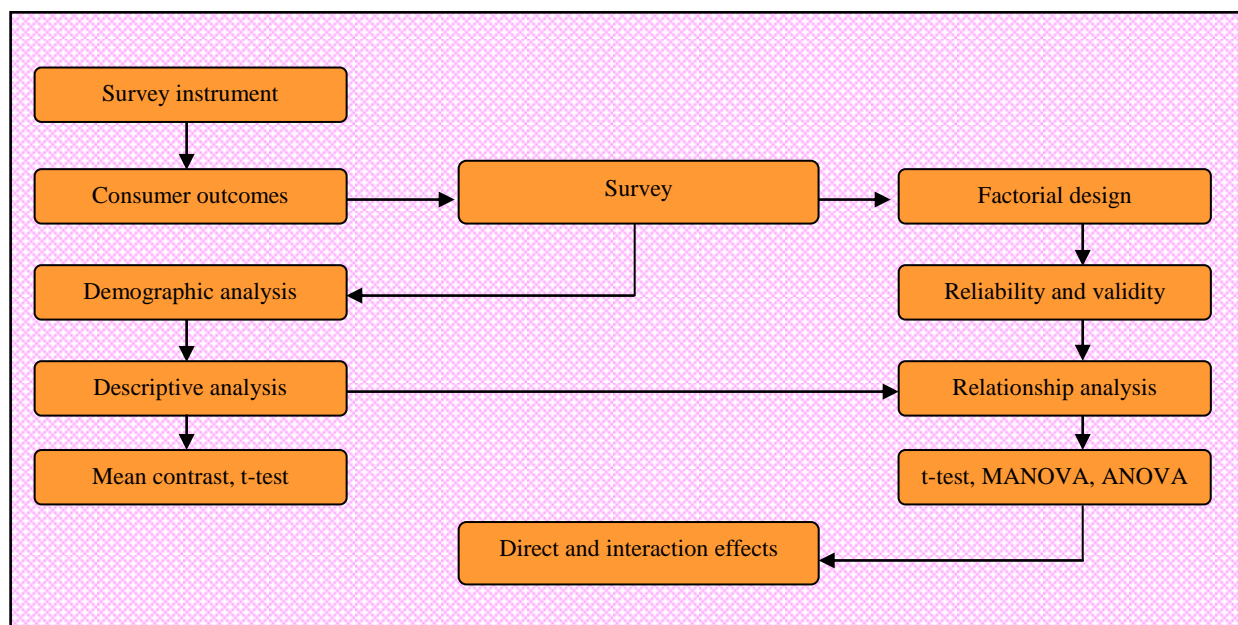 Survey instrument
Consumer outcomes
Survey
Factorial design
Demographic analysis
Reliability and validity
Descriptive analysis
Relationship analysis
Mean contrast, t-test
t-test, MANOVA, ANOVA
Direct and interaction effects